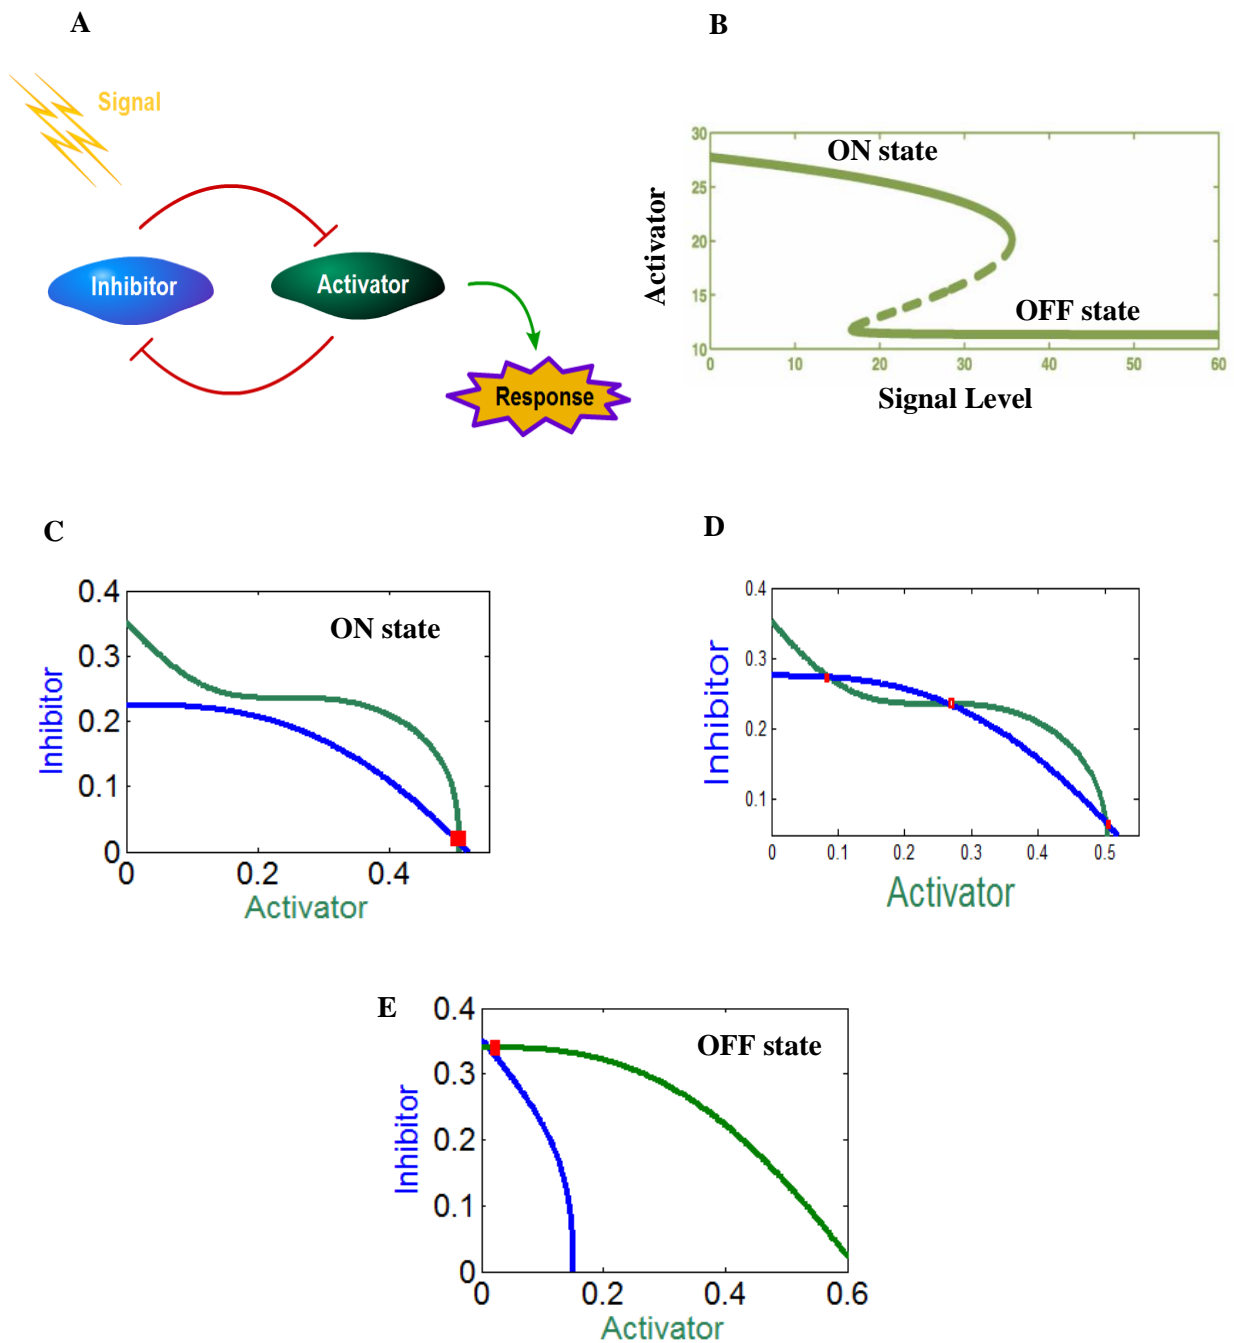 A
Signal
Inhibitor
Activator
Response
B
30
25
20
15
10
Activator
ON state
OFF state
0 10 20 30 40 50 60
Signal Level
C
0.4
0.3
0.2
0.1
0
Inhibitor
ON state
0 0.2 0.4
Activator
D
0.4
0.3
0.2
0.1
Inhibitor
0 0.1 0.2 0.3 0.4 0.5
Activator
E
0.4
0.3
0.2
0.1
0
Inhibitor
OFF state
0 0.2 0.4 0.6
Activator